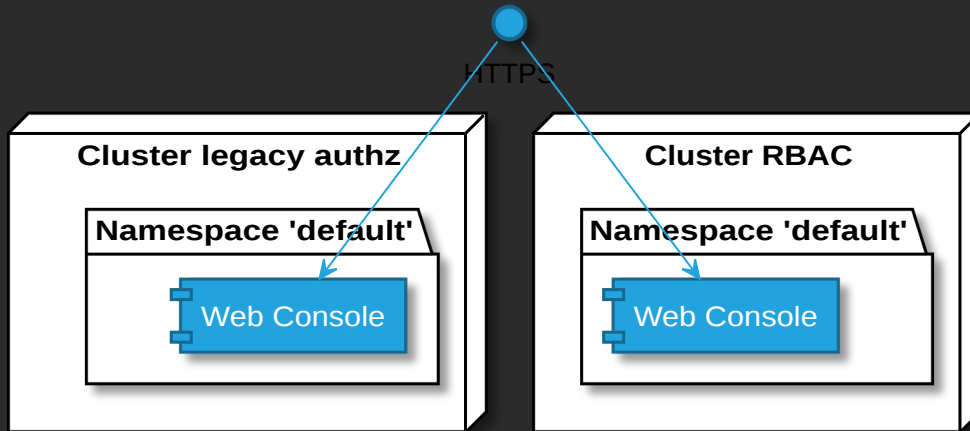 HTTPS
Cluster legacy authz
Cluster RBAC
Namespace 'default'
Namespace 'default'
Web Console
Web Console